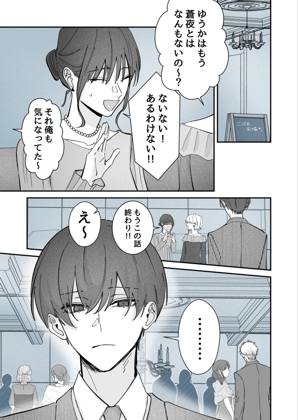 ゆうかはもう
蒼夜とは
なんもないの〜?
ないない!
あるわけない!!
それ俺も
気になってた〜
もうこの話
終わり!!
え〜
・・・・・・